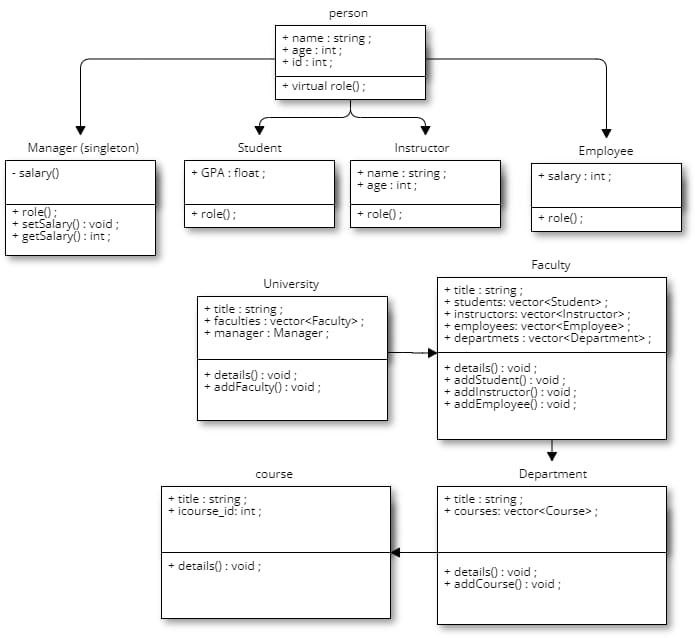 person
+ name : string ;
+ age : int ;
+ id : int ;
+ virtual role() ;
Manager (singleton)
- salary()
+ role() ;
+ setSalary() : void ;
+ getSalary() : int ;
Student
+ GPA : float ;
+ role() ;
Instructor
+ name : string ;
+ age : int ;
+ role() ;
Employee
+ salary : int ;
+ role() ;
University
+ title : string ;
+ faculties : vector<Faculty> ;
+ manager : Manager ;
+ details() : void ;
+ addFaculty() : void ;
Faculty
+ title : string ;
+ students: vector<Student> ;
+ instructors: vector<Instructor> ;
+ employees: vector<Employee> ;
+ departmets : vector<Department> ;
+ details() : void ;
+ addStudent() : void ;
+ addInstructor() : void ;
+ addEmployee() : void ;
course
+ title : string ;
+ icourse_id: int ;
+ details() : void ;
Department
+ title : string ;
+ courses: vector<Course> ;
+ details() : void ;
+ addCourse() : void ;